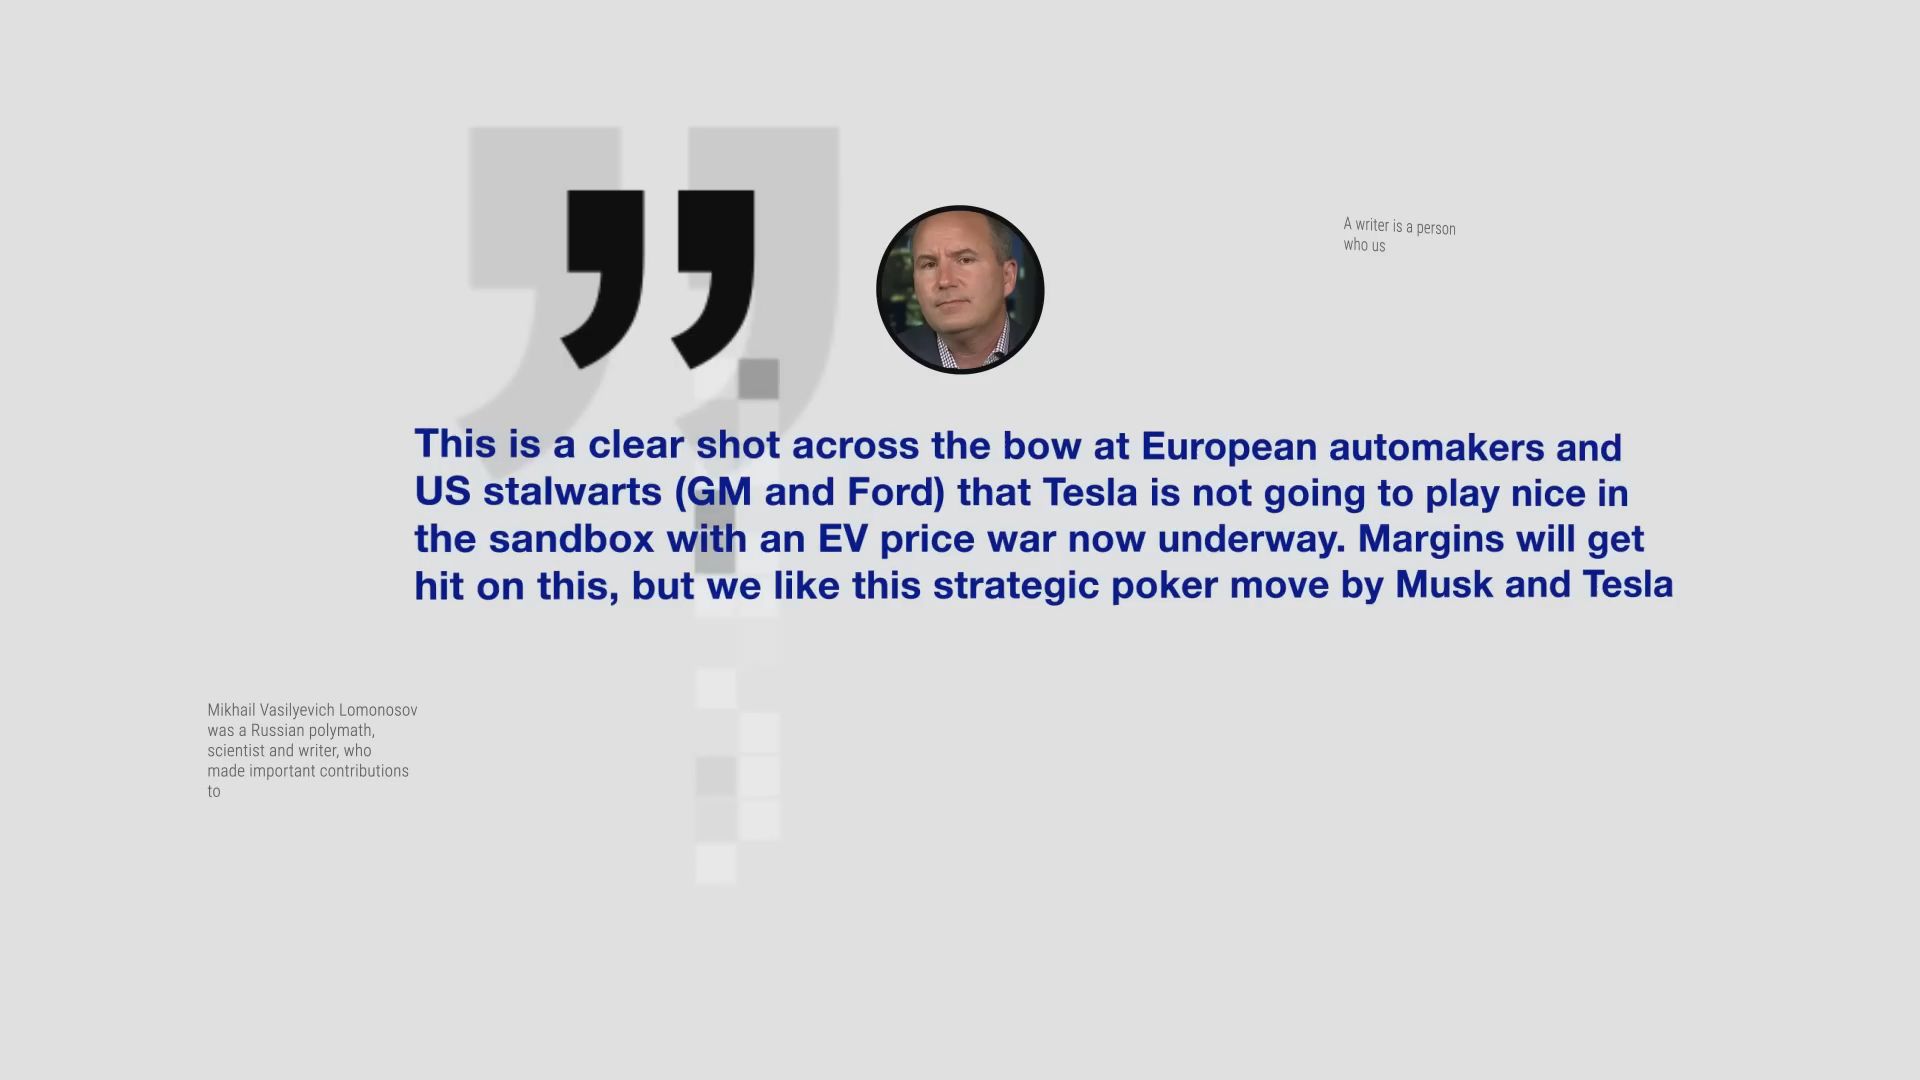 A writer is a person
who us
This is a clear shot across the bow at European automakers and
US stalwarts (GM and Ford) that Tesla is not going to play nice in
the sandbox with an EV price war now underway. Margins will get
hit on this, but we like this strategic poker move by Musk and Tesla
Mikhail Vasilyevich Lomonosov
was a Russian polymath,
scientist and writer, who
made important contributions
to